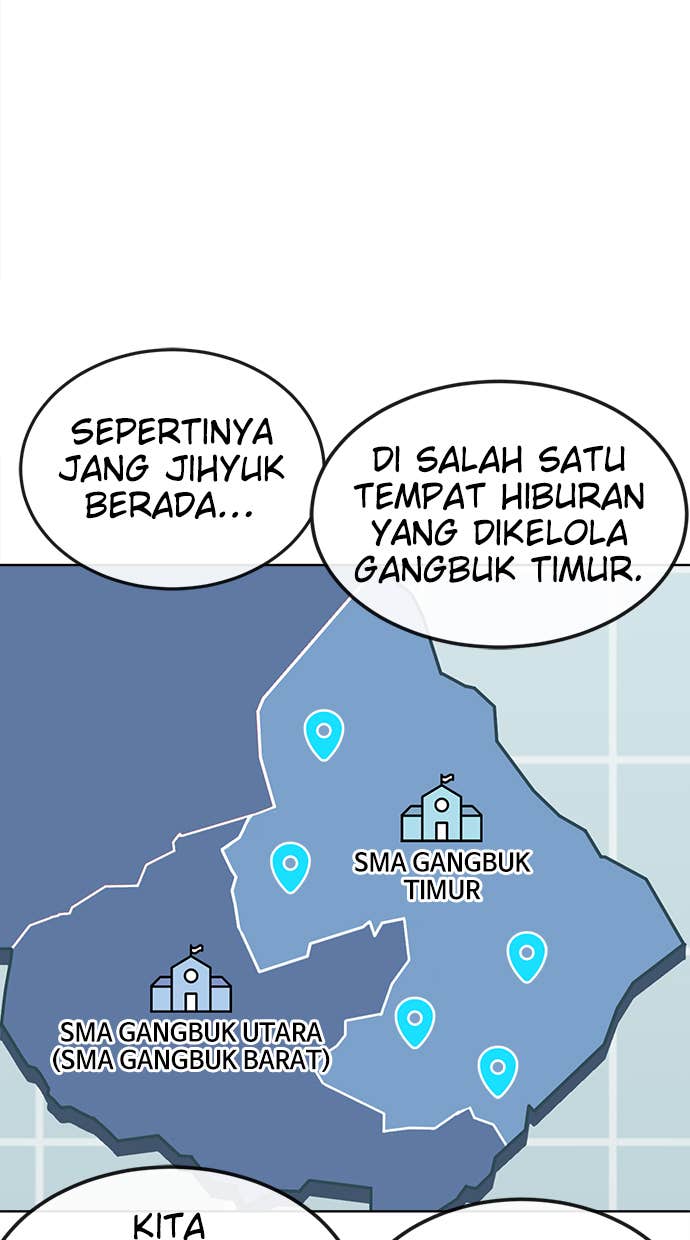 SEPERTINYA
JANG JIHYUK
BERADA...
DI SALAH SATU
TEMPAT HIBURAN
YANG DIKELOLA
GANGBUK TIMUR.
SMA GANGBUK
TIMUR
SMA GANGBUK UTARA
(SMA GANGBUK BARAT)
KITA